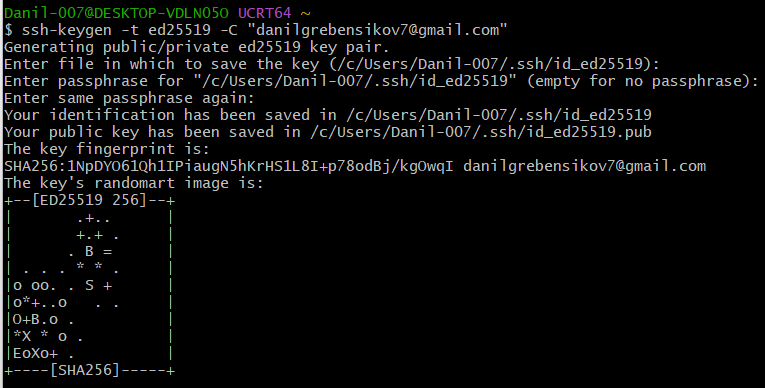 Danil-007@DESKTOP-VDLN05O UCRT64 ~
$ ssh-keygen -t ed25519 -C "danilgrebensikov7@gmail.com"
Generating public/private ed25519 key pair.
Enter file in which to save the key (/c/Users/Danil-007/.ssh/id_ed25519):
Enter passphrase for "/c/Users/Danil-007/.ssh/id_ed25519" (empty for no passphrase):
Enter same passphrase again:
Your identification has been saved in /c/Users/Danil-007/.ssh/id_ed25519
Your public key has been saved in /c/Users/Danil-007/.ssh/id_ed25519.pub
The key fingerprint is:
SHA256:1NpDYO61Qh1IPiaugN5hKrHS1L8I+p78odBj/kgOwqI danilgrebensikov7@gmail.com
The key's randomart image is:
+--[ED25519 256]--+
|       .+..      |
|       +.+ .     |
|      . B =      |
| . . . * * .     |
|o oo. . S +      |
|o*+..o   . .     |
|O+B.o .          |
|*X * o .         |
|EoXo+ .          |
+----[SHA256]-----+